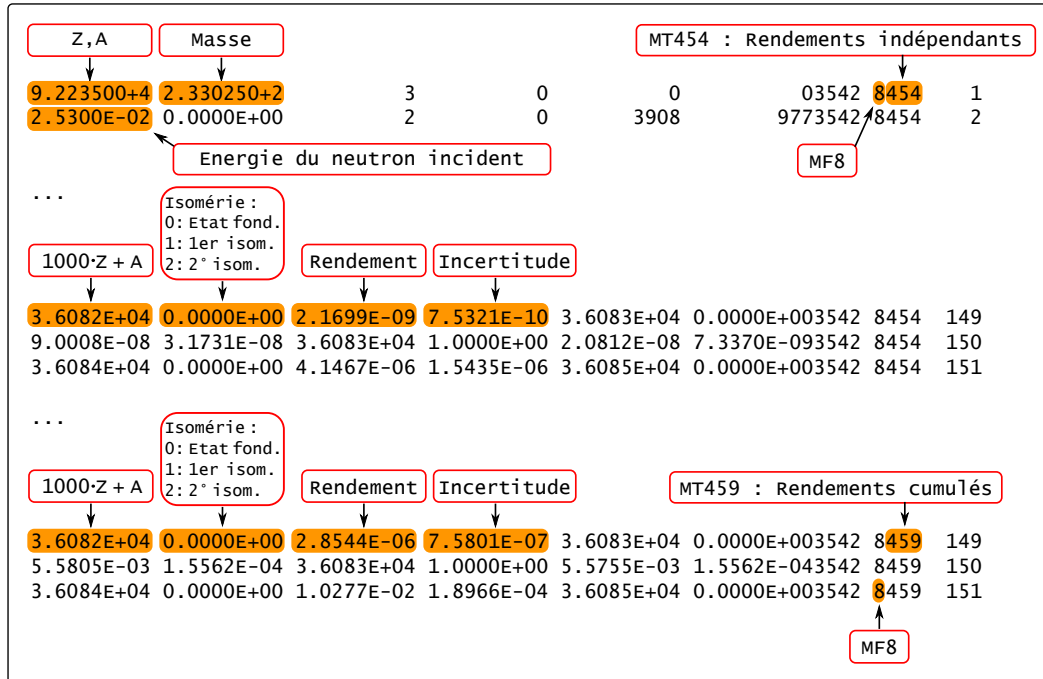 Z,A Masse MT454 : Rendements indépendants
9.223500+4 2.330250+2 3 0 0 03542 8454 1
2.5300E-02 0.0000E+00 2 0 3908 9773542 8454 2
Energie du neutron incident MF8
...
Isomérie :
0: Etat fond.
1: 1er isom.
2: 2° isom.
1000·Z + A Rendement Incertitude
3.6082E+04 0.0000E+00 2.1699E-09 7.5321E-10 3.6083E+04 0.0000E+003542 8454 149
9.0008E-08 3.1731E-08 3.6083E+04 1.0000E+00 2.0812E-08 7.3370E-093542 8454 150
3.6084E+04 0.0000E+00 4.1467E-06 1.5435E-06 3.6085E+04 0.0000E+003542 8454 151
...
Isomérie :
0: Etat fond.
1: 1er isom.
2: 2° isom.
1000·Z + A Rendement Incertitude MT459 : Rendements cumulés
3.6082E+04 0.0000E+00 2.8544E-06 7.5801E-07 3.6083E+04 0.0000E+003542 8459 149
5.5805E-03 1.5562E-04 3.6083E+04 1.0000E+00 5.5755E-03 1.5562E-043542 8459 150
3.6084E+04 0.0000E+00 1.0277E-02 1.8966E-04 3.6085E+04 0.0000E+003542 8459 151
MF8